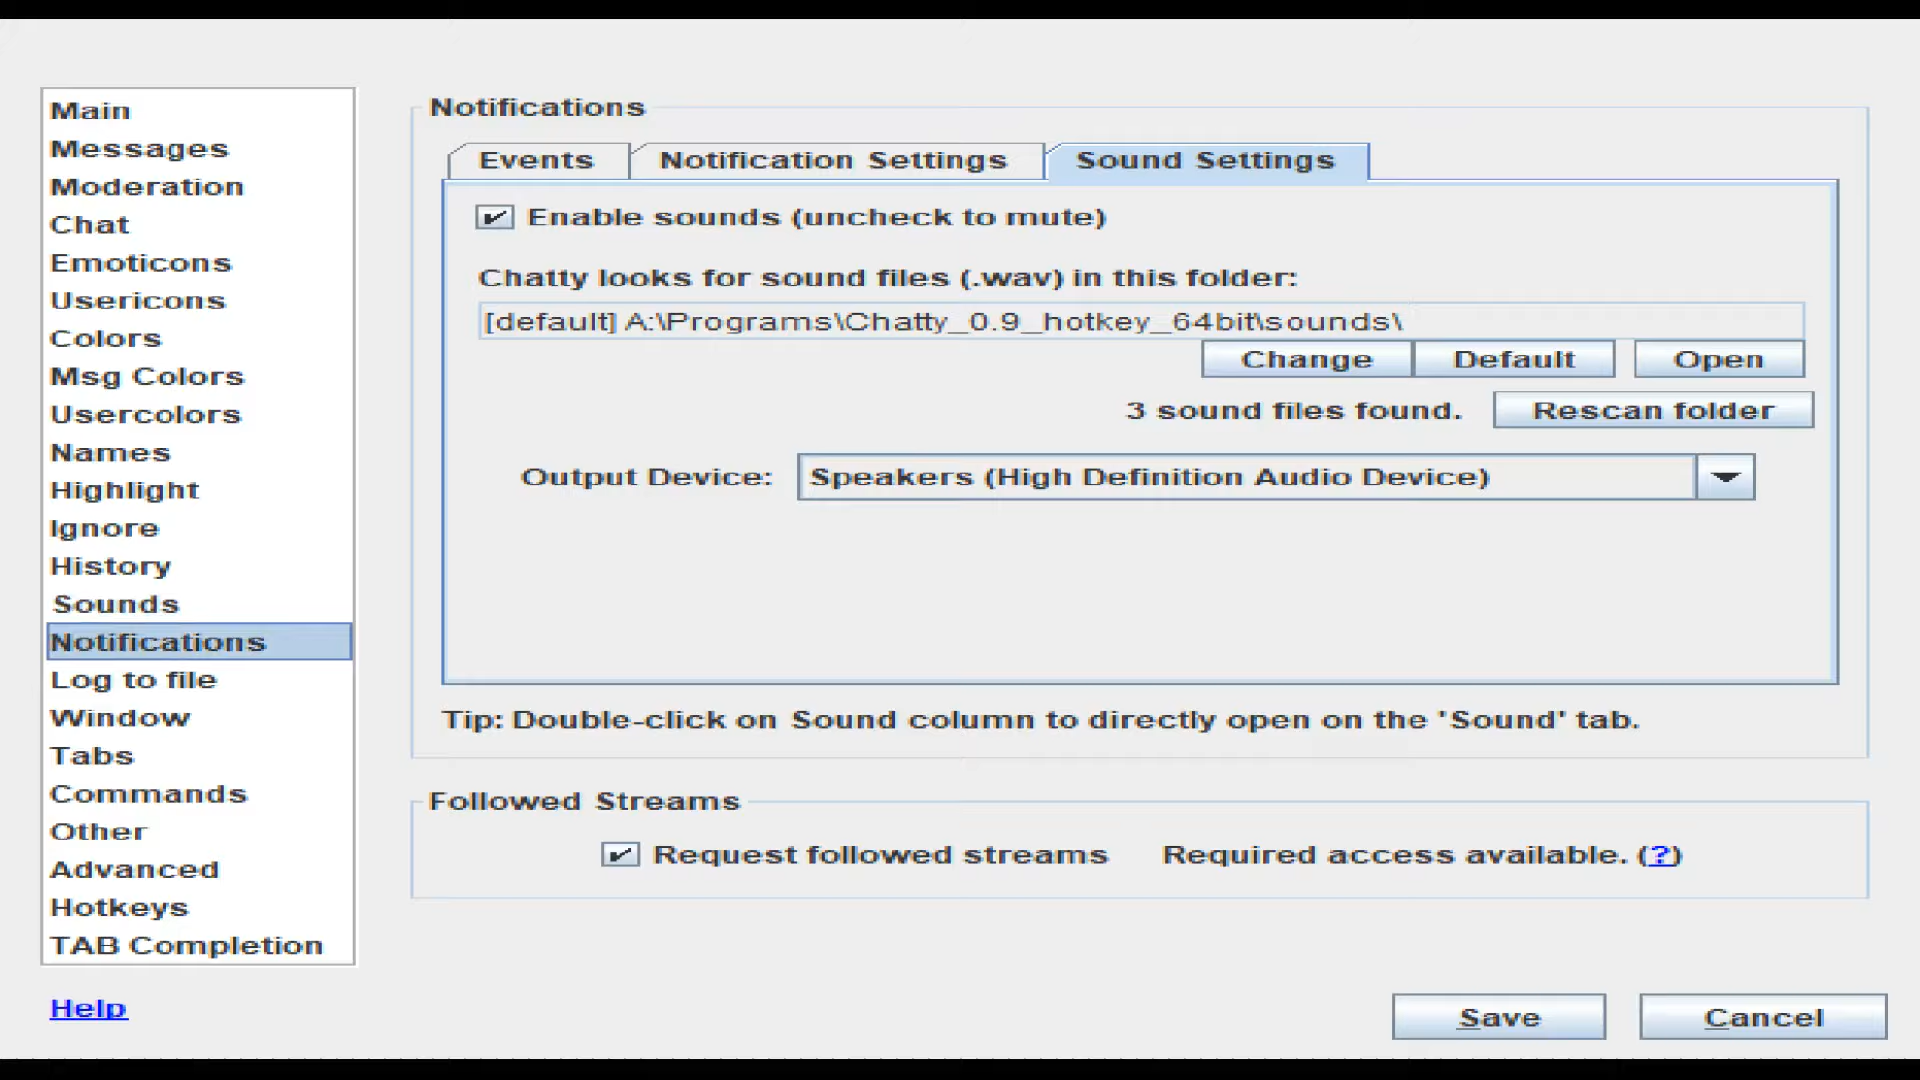 Main
Messages
Moderation
Chat
Emoticons
Usericons
Colors
Msg Colors
Usercolors
Names
Highlight
Ignore
History
Sounds
Notifications
Log to file
Window
Tabs
Commands
Other
Advanced
Hotkeys
TAB Completion
Help
Notifications
Events Notification Settings Sound Settings
Enable sounds (uncheck to mute)
Chatty looks for sound files (.wav) in this folder:
[default] A:\Programs\Chatty_0.9_hotkey_64bit\sounds\
Change Default Open
3 sound files found. Rescan folder
Output Device: Speakers (High Definition Audio Device)
Tip: Double-click on Sound column to directly open on the 'Sound' tab.
Followed Streams
Request followed streams Required access available. (?)
Save Cancel